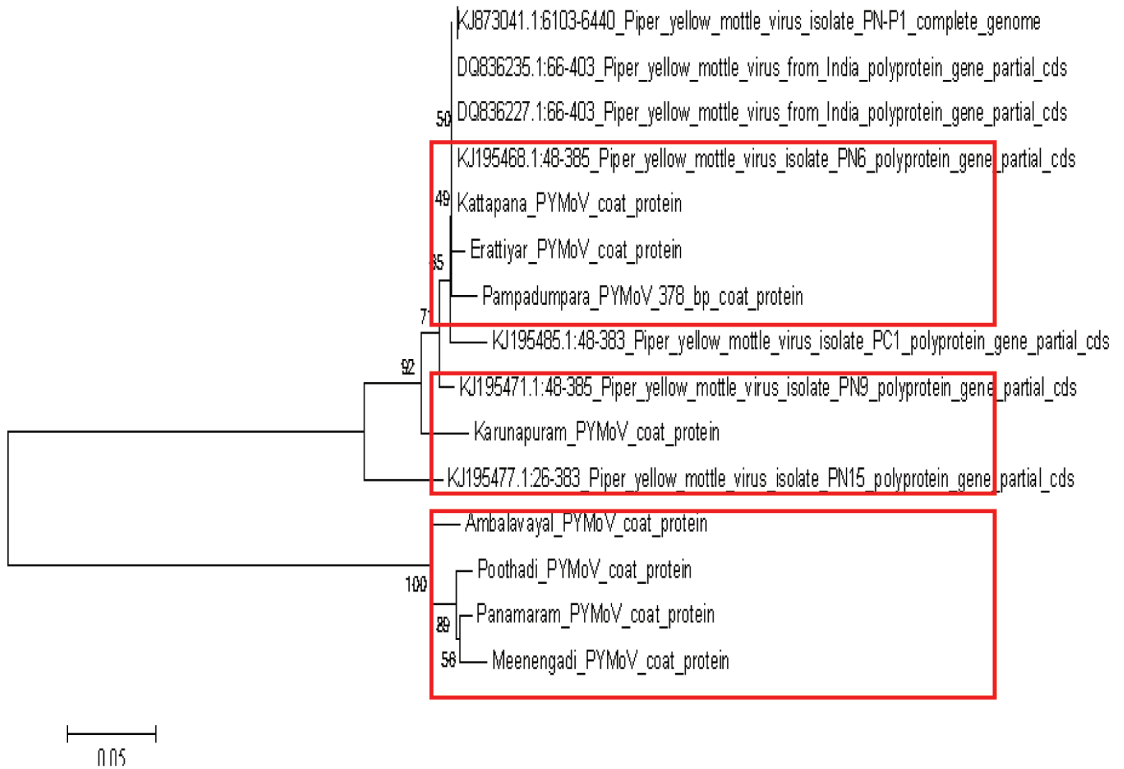 KJ873041.1:6103-6440_Piper_yellow_mottle_virus_isolate_PN-P1_complete_genome
DQ836235.1:66-403_Piper_yellow_mottle_virus_from_India_polyprotein_gene_partial_cds
DQ836227.1:66-403_Piper_yellow_mottle_virus_from_India_polyprotein_gene_partial_cds
50
KJ195468.1:48-385_Piper_yellow_mottle_virus_isolate_PN6_polyprotein_gene_partial_cds
49
Kattapana_PYMoV_coat_protein
Erattiyar_PYMoV_coat_protein
Pampadumpara_PYMoV_378_bp_coat_protein
KJ195485.1:48-383_Piper_yellow_mottle_virus_isolate_PC1_polyprotein_gene_partial_cds
92
KJ195471.1:48-385_Piper_yellow_mottle_virus_isolate_PN9_polyprotein_gene_partial_cds
Karunapuram_PYMoV_coat_protein
KJ195477.1:26-383_Piper_yellow_mottle_virus_isolate_PN15_polyprotein_gene_partial_cds
Ambalavayal_PYMoV_coat_protein
Poothadi_PYMoV_coat_protein
100
Panamaram_PYMoV_coat_protein
89
56
Meenengadi_PYMoV_coat_protein
0.05